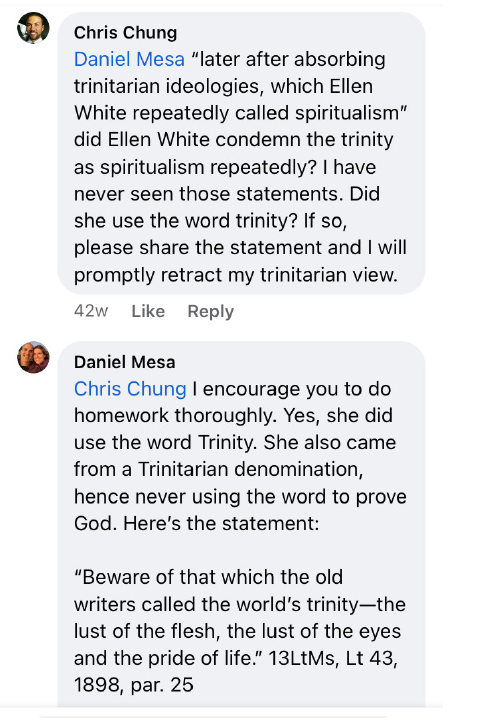 Chris Chung
Daniel Mesa “later after absorbing
trinitarian ideologies, which Ellen
White repeatedly called spiritualism”
did Ellen White condemn the trinity
as spiritualism repeatedly? I have
never seen those statements. Did
she use the word trinity? If so,
please share the statement and I will
promptly retract my trinitarian view.
42w Like Reply
Daniel Mesa
Chris Chung I encourage you to do
homework thoroughly. Yes, she did
use the word Trinity. She also came
from a Trinitarian denomination,
hence never using the word to prove
God. Here’s the statement:
“Beware of that which the old
writers called the world’s trinity—the
lust of the flesh, the lust of the eyes
and the pride of life.” 13LtMs, Lt 43,
1898, par. 25